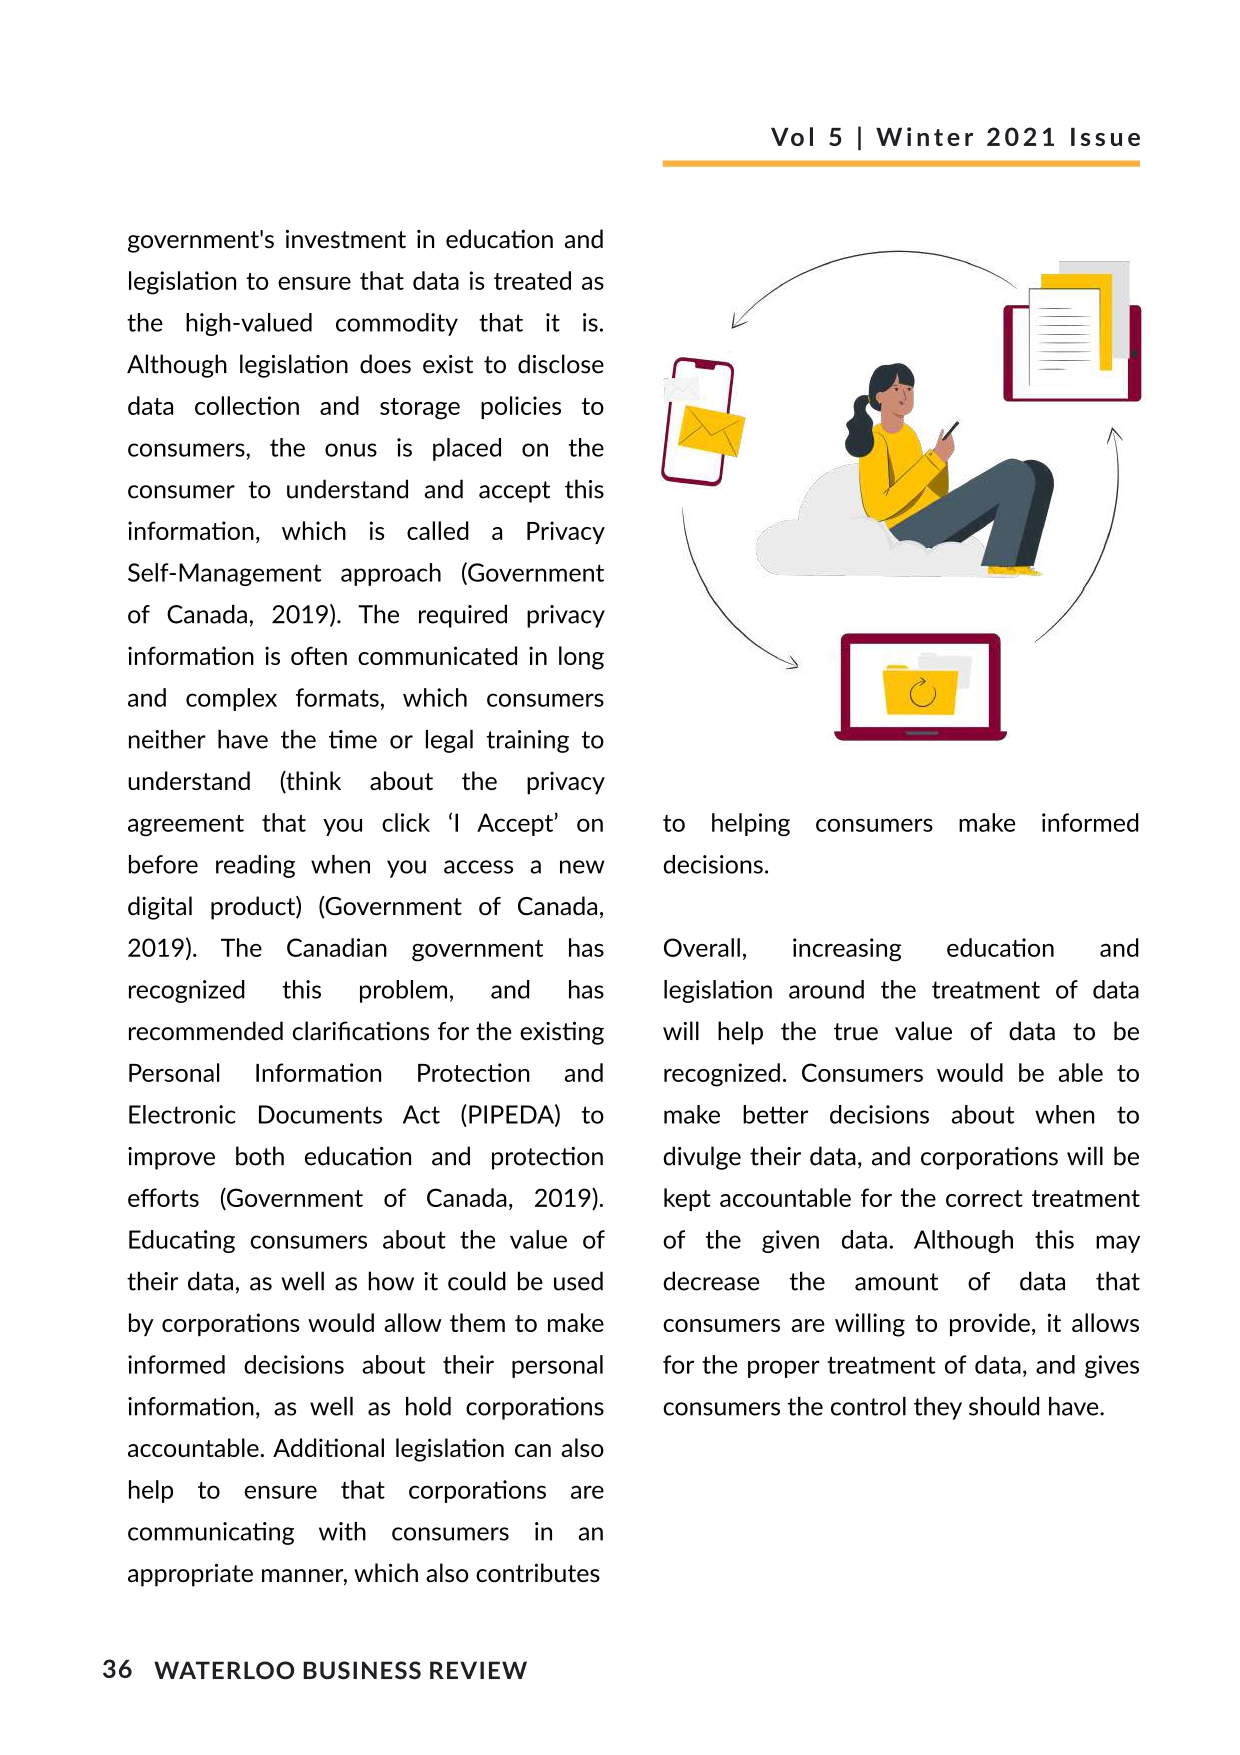 Vol 5 | Winter 2021 Issue
government's investment in education and
legislation to ensure that data is treated as
the high-valued commodity that it is.
Although legislation does exist to disclose
data collection and storage policies to
consumers, the onus is placed on the
consumer to understand and accept this
information, which is called a Privacy
Self-Management approach (Government
of Canada, 2019). The required privacy
information is often communicated in long
and complex formats, which consumers
neither have the time or legal training to
understand (think about the privacy
agreement that you click ‘I Accept’ on
before reading when you access a new
digital product) (Government of Canada,
2019). The Canadian government has
recognized this problem, and has
recommended clarifications for the existing
Personal Information Protection and
Electronic Documents Act (PIPEDA) to
improve both education and protection
efforts (Government of Canada, 2019).
Educating consumers about the value of
their data, as well as how it could be used
by corporations would allow them to make
informed decisions about their personal
information, as well as hold corporations
accountable. Additional legislation can also
help to ensure that corporations are
communicating with consumers in an
appropriate manner, which also contributes
to helping consumers make informed
decisions.
Overall, increasing education and
legislation around the treatment of data
will help the true value of data to be
recognized. Consumers would be able to
make better decisions about when to
divulge their data, and corporations will be
kept accountable for the correct treatment
of the given data. Although this may
decrease the amount of data that
consumers are willing to provide, it allows
for the proper treatment of data, and gives
consumers the control they should have.
36 WATERLOO BUSINESS REVIEW